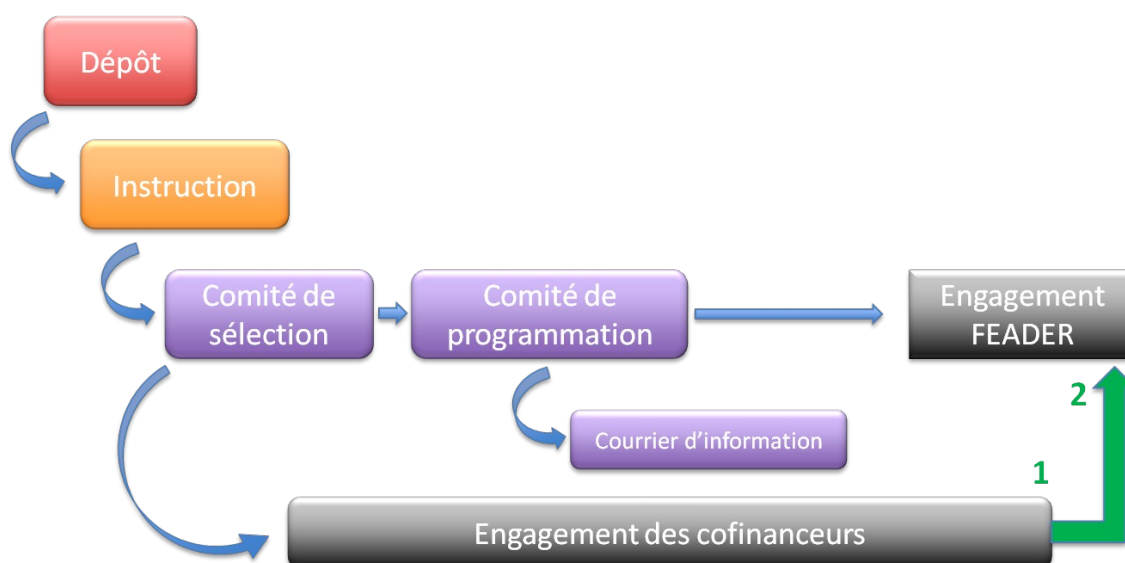 Dépôt
Instruction
Comité de
sélection
Comité de
programmation
Engagement
FEADER
2
Courrier d'information
1
Engagement des cofinanceurs